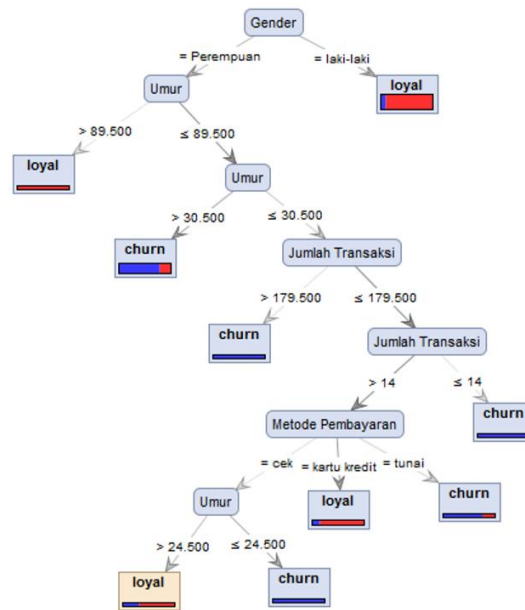 Gender
= Perempuan
= laki-laki
Umur
loyal
> 89.500
≤ 89.500
loyal
Umur
> 30.500
≤ 30.500
churn
Jumlah Transaksi
> 179.500
≤ 179.500
churn
Jumlah Transaksi
> 14
≤ 14
Metode Pembayaran
churn
= cek
= kartu kredit
= tunai
Umur
loyal
churn
> 24.500
≤ 24.500
loyal
churn